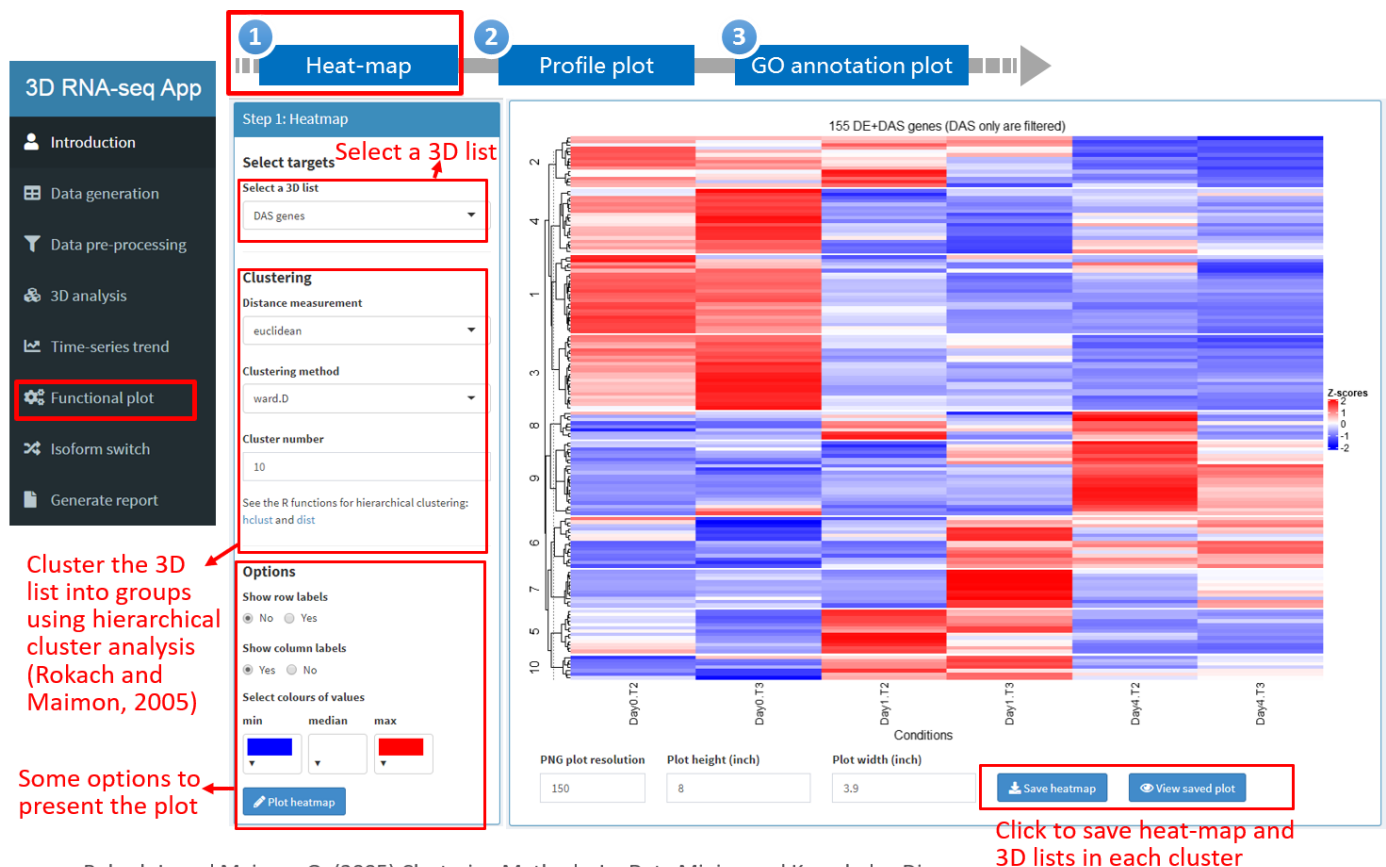 1
Heat-map
2
Profile plot
3
GO annotation plot
3D RNA-seq App
Introduction
Data generation
Data pre-processing
3D analysis
Time-series trend
Functional plot
Isoform switch
Generate report
Step 1: Heatmap
Select targets
Select a 3D list
Select a 3D list
DAS genes
Clustering
Distance measurement
euclidean
Clustering method
ward.D
Cluster number
10
See the R functions for hierarchical clustering:
hclust and dist
Cluster the 3D
list into groups
using hierarchical
cluster analysis
(Rokach and
Maimon, 2005)
Options
Show row labels
No Yes
Show column labels
Yes No
Select colours of values
min median max
Some options to
present the plot
Plot heatmap
155 DE+DAS genes (DAS only are filtered)
2
4
1
3
8
9
6
7
5
10
Z-scores
2
1
0
-1
-2
Day0.T2
Day0.T3
Day1.T2
Day1.T3
Day4.T2
Day4.T3
Conditions
PNG plot resolution
150
Plot height (inch)
8
Plot width (inch)
3.9
Save heatmap
View saved plot
Click to save heat-map and
3D lists in each cluster